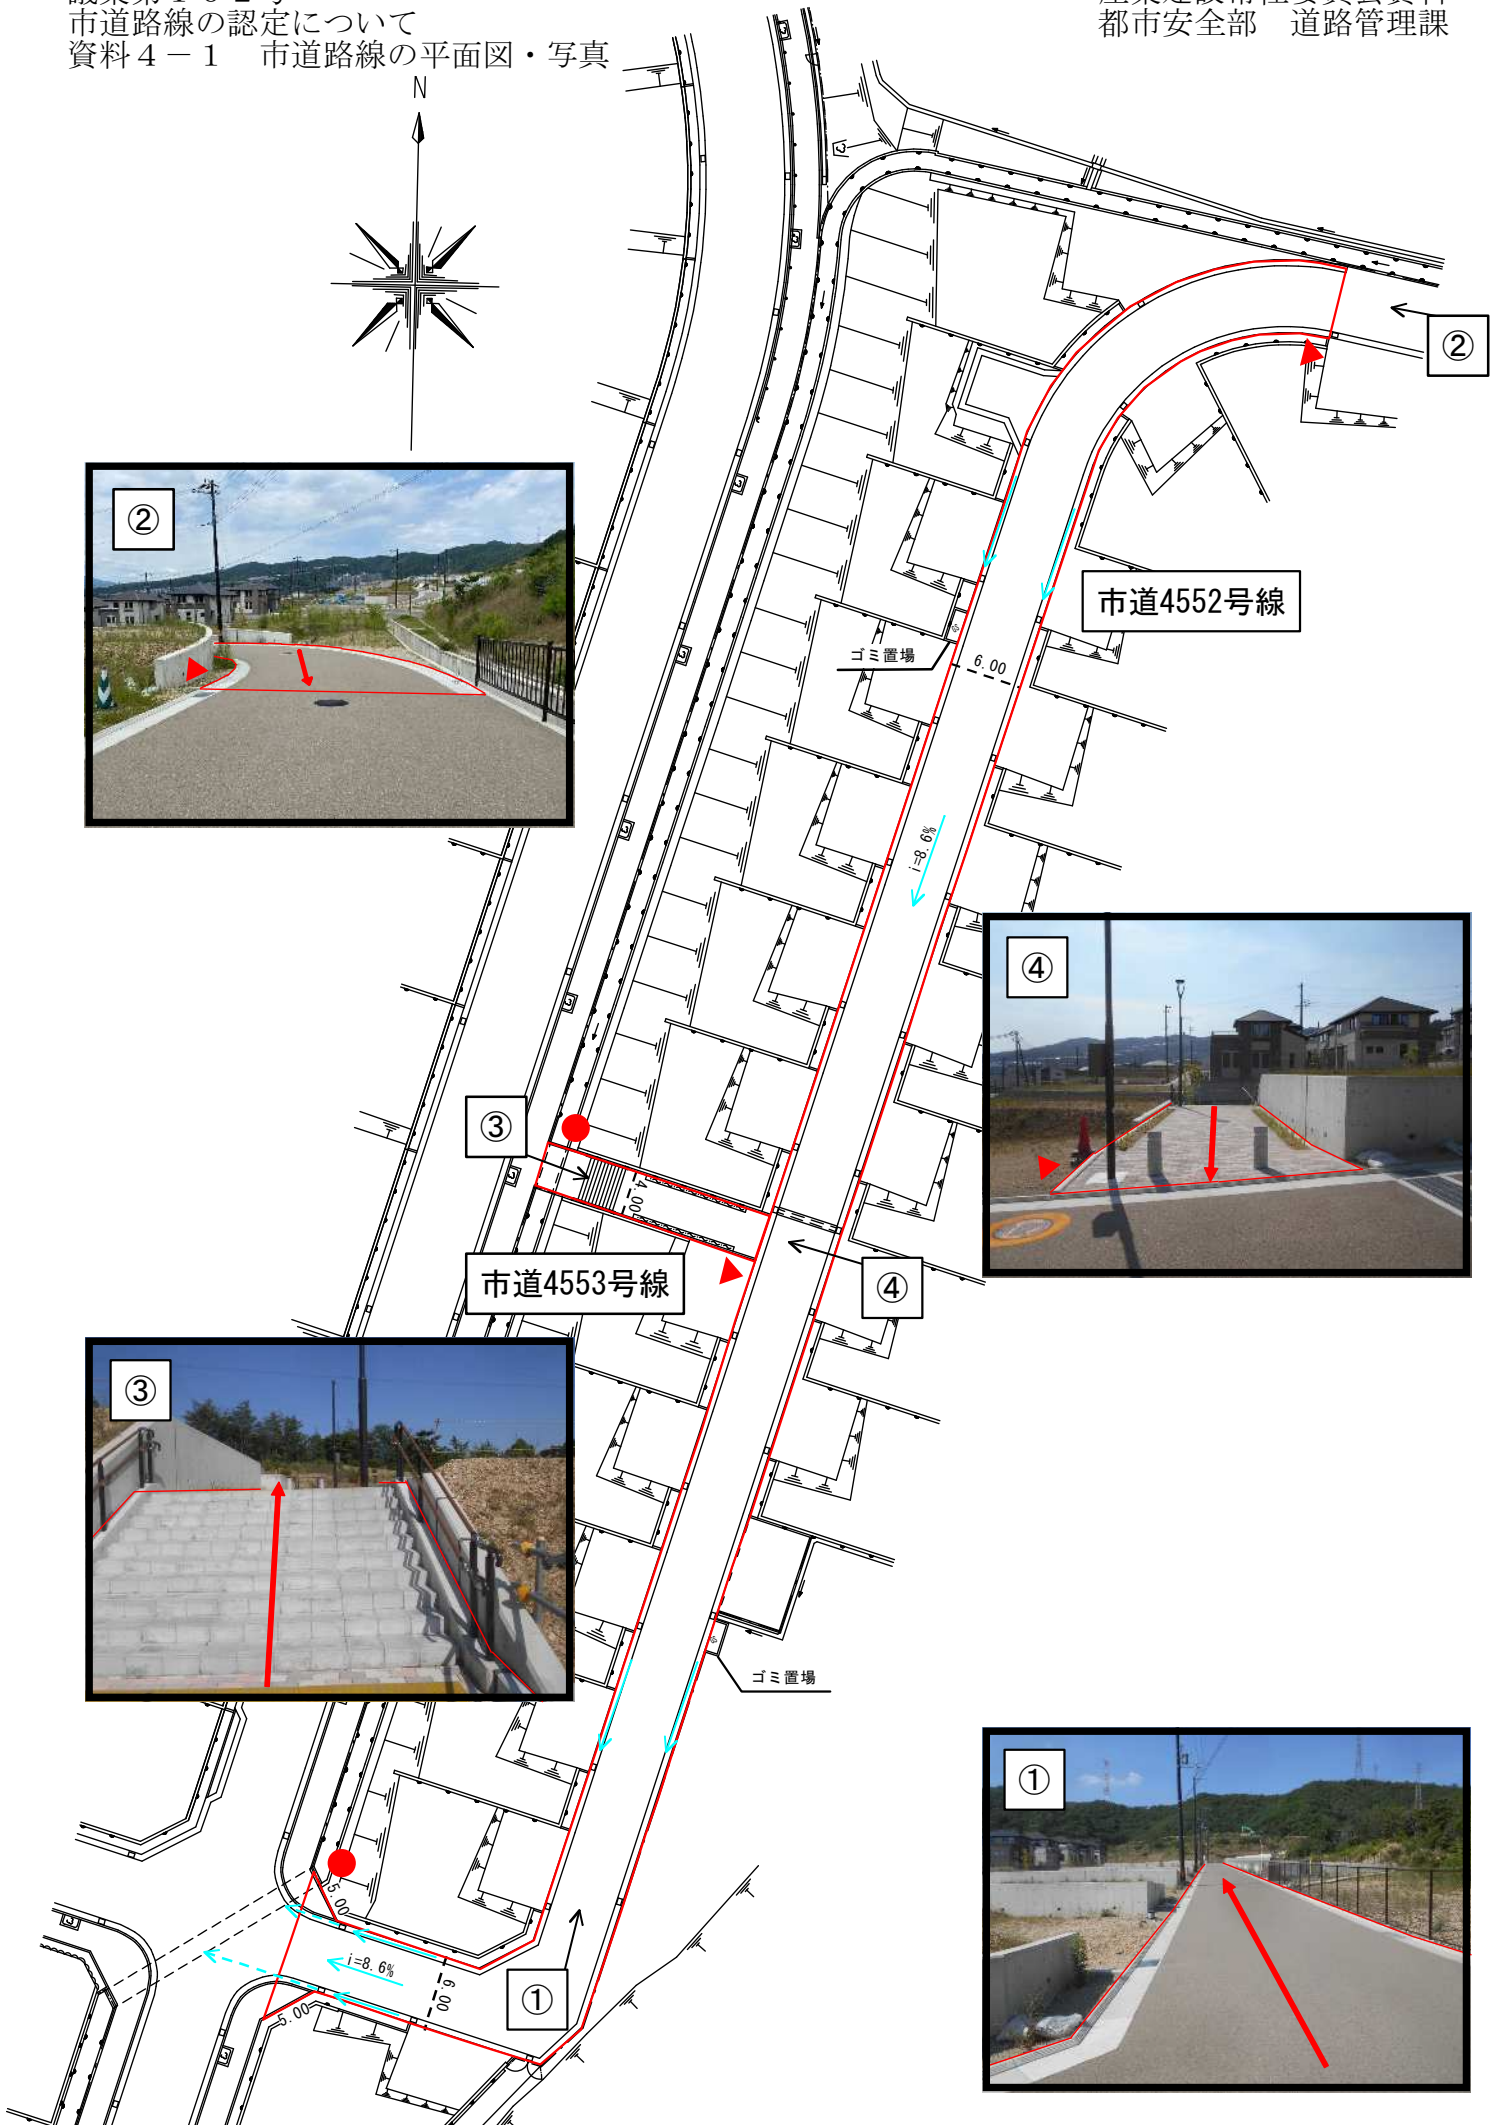 市道路線の認定について
資料４－１　市道路線の平面図・写真
都市安全部　道路管理課
N
②
②
市道4552号線
ゴミ置場
6.00
i=8.6%
④
③
4.00
市道4553号線
④
③
ゴミ置場
①
5.00
i=8.6%
6.00
①
5.00